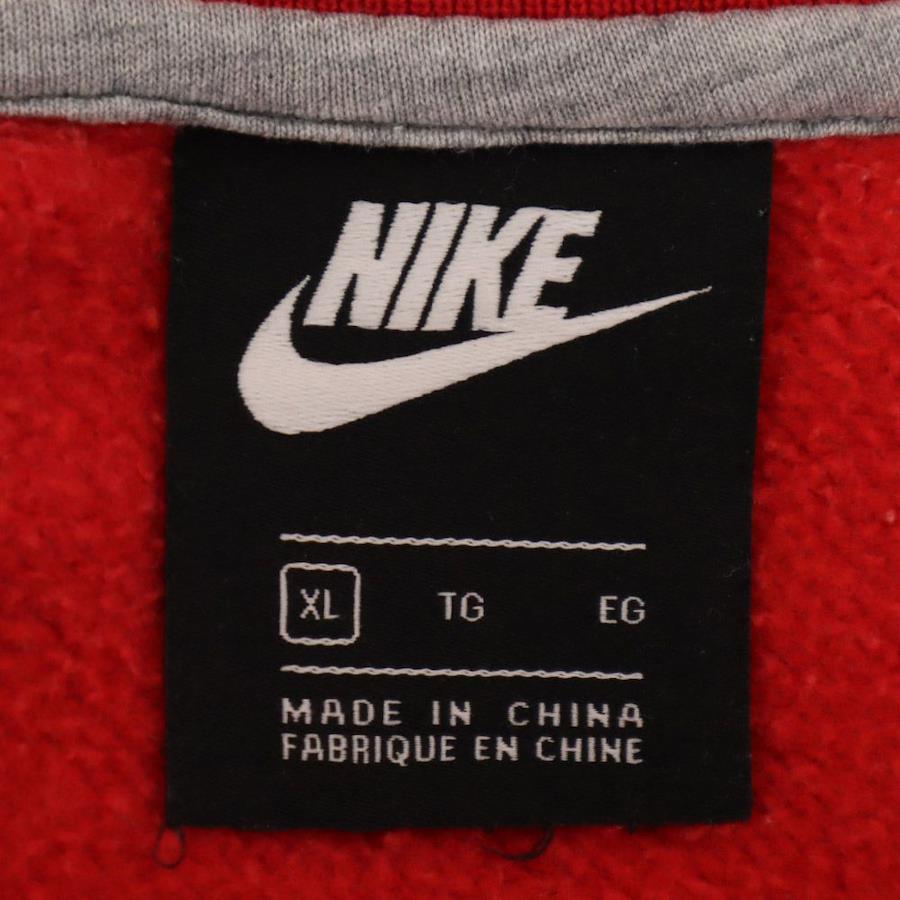 NIKE
XL TG EG
MADE IN CHINA
FABRIQUE EN CHINE